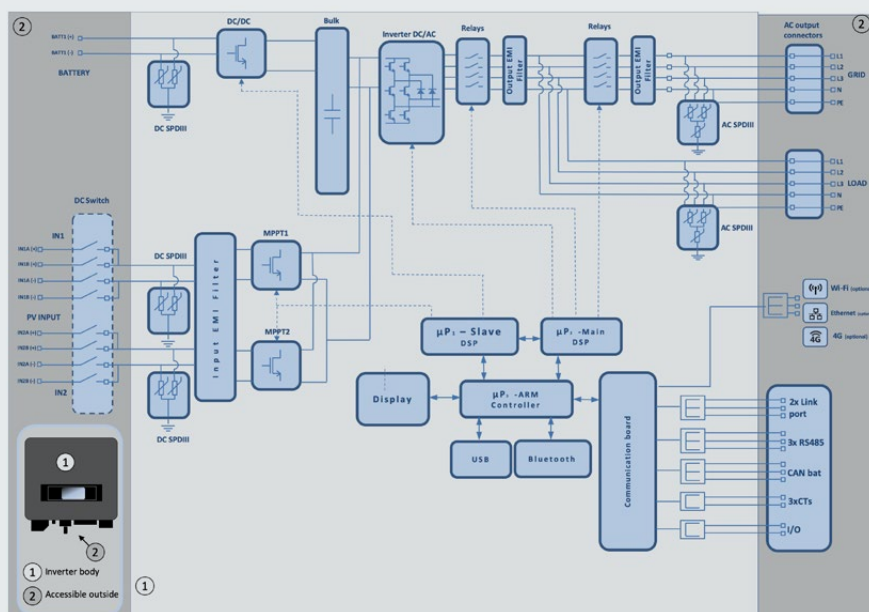 2
BATT1 (+)
BATT1 (-)
BATTERY
DC SPDIII
DC/DC
Bulk
Inverter DC/AC
Relays
Output EMI
Filter
Relays
Output EMI
Filter
AC output
connectors
2
L1
L2
L3
N
PE
GRID
AC SPDIII
L1
L2
L3
N
PE
LOAD
AC SPDIII
DC Switch
IN1
IN1A (+)
IN1B (+)
IN1A (-)
IN1B (-)
PV INPUT
IN2A (+)
IN2B (+)
IN2A (-)
IN2B (-)
IN2
DC SPDIII
DC SPDIII
Input EMI Filter
MPPT1
MPPT2
– Slave
DSP
-Main
DSP
-ARM
Controller
Display
USB
Bluetooth
Communication board
Wi-Fi
Ethernet
4G
4G (optional)
2x Link
port
3x RS485
CAN bat
3xCTs
I/O
1
2
1 Inverter body
2 Accessible outside
1